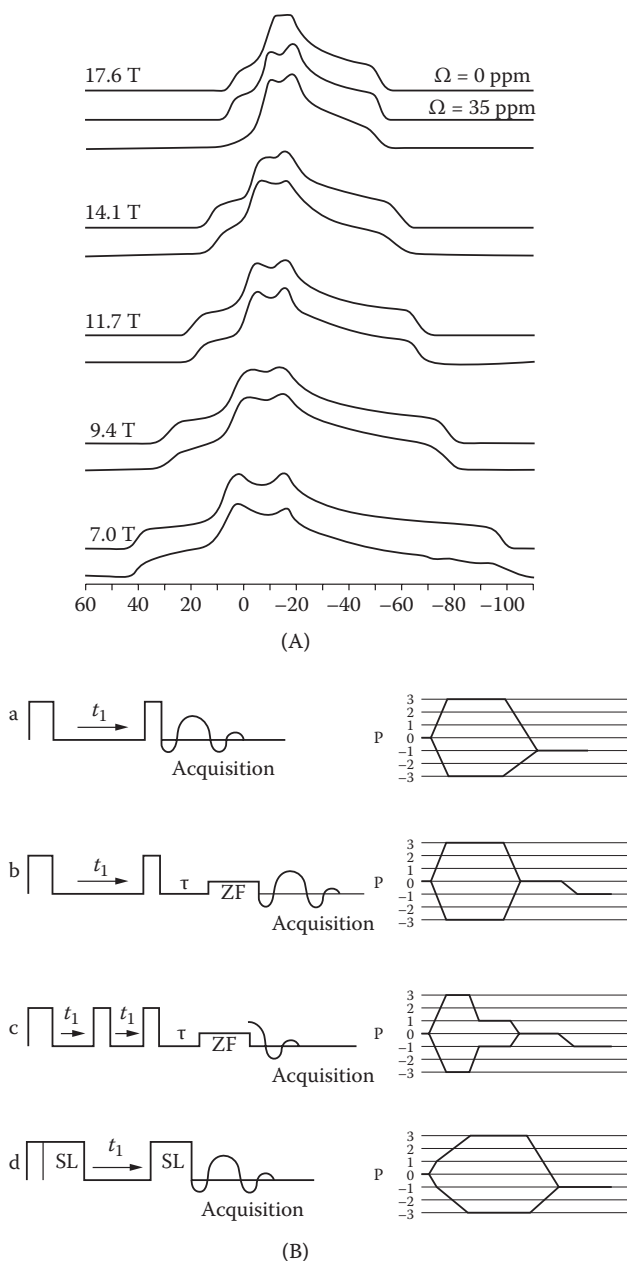 17.6 T
Ω = 0 ppm
Ω = 35 ppm
14.1 T
11.7 T
9.4 T
7.0 T
60 40 20 0 −20 −40 −60 −80 −100
(A)
a
t1
Acquisition
P
3
2
1
0
−1
−2
−3
b
t1
τ
ZF
Acquisition
P
3
2
1
0
−1
−2
−3
c
t1
t1
τ
ZF
Acquisition
P
3
2
1
0
−1
−2
−3
d
SL
t1
SL
Acquisition
P
3
2
1
0
−1
−2
−3
(B)